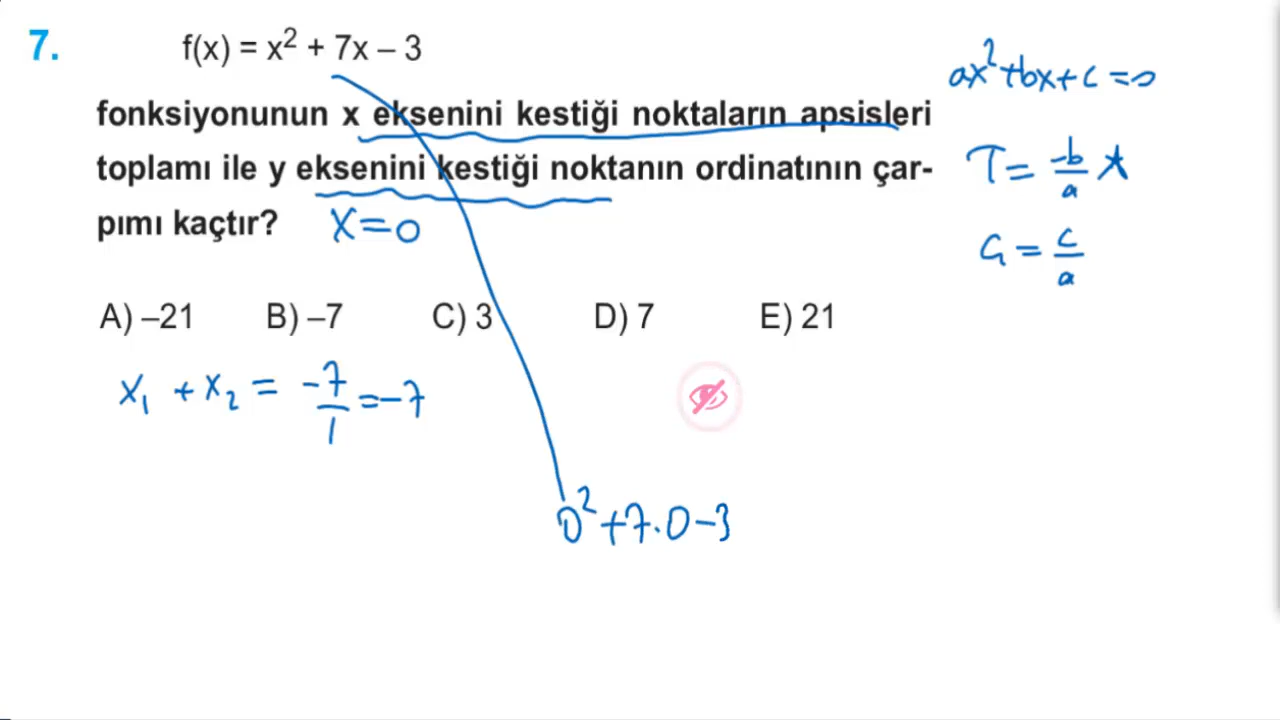 7.
f(x) = x² + 7x – 3
fonksiyonunun x eksenini kestiği noktaların apsisleri
toplamı ile y eksenini kestiği noktanın ordinatının çar-
pımı kaçtır?
x=0
A) –21 B) –7 C) 3 D) 7 E) 21
x₁ + x₂ = -7/1 = -7
0² + 7.0 - 3
ax² + bx + c = 0
T = -b/a
Ç = c/a